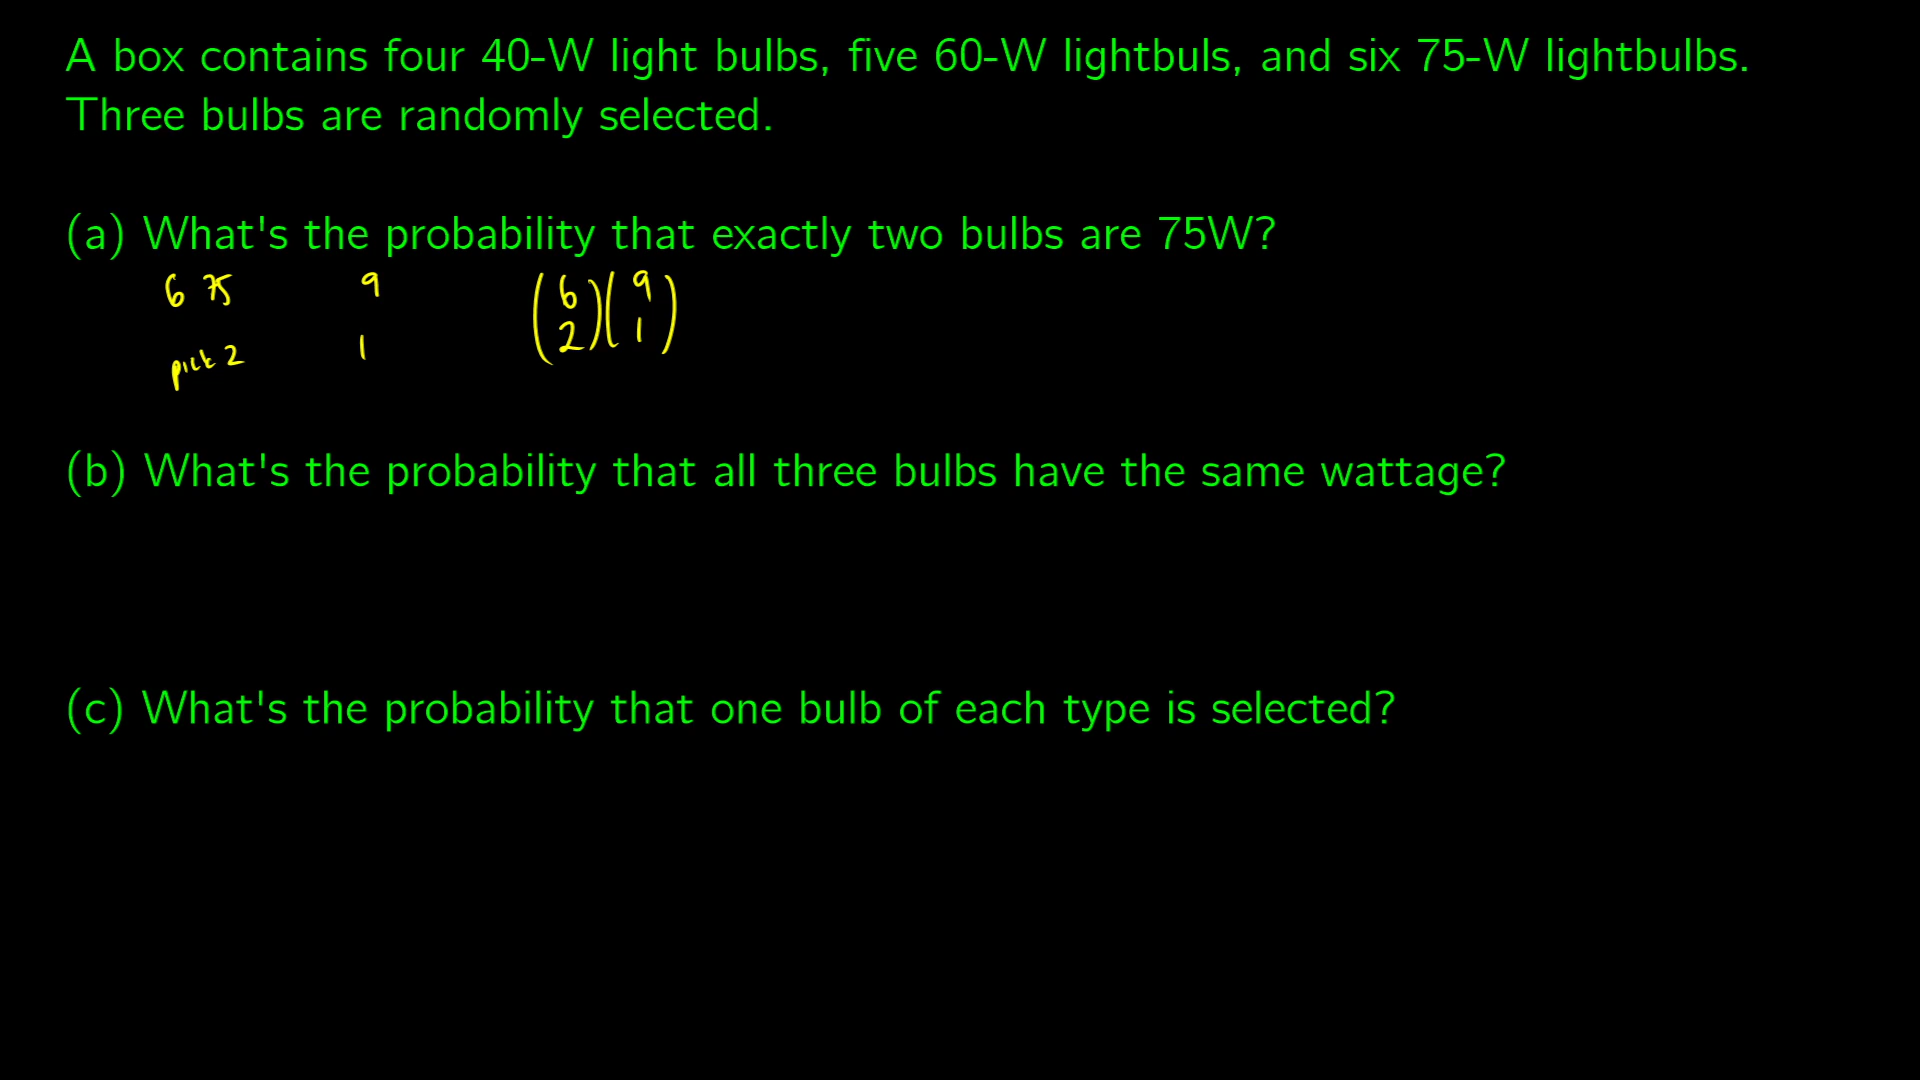 A box contains four 40-W light bulbs, five 60-W lightbuls, and six 75-W lightbulbs.
Three bulbs are randomly selected.
(a) What's the probability that exactly two bulbs are 75W?
6 75 9 (6 2)(9 1)
pick 2 1
(b) What's the probability that all three bulbs have the same wattage?
(c) What's the probability that one bulb of each type is selected?